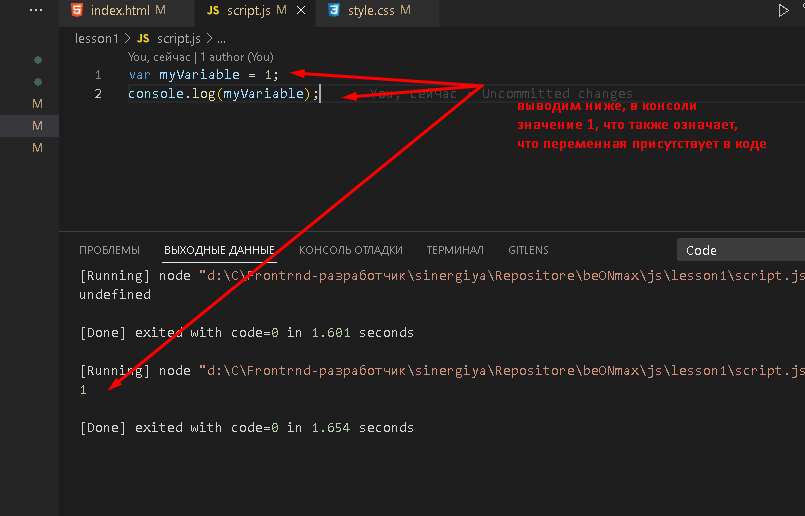 ··· index.html M JS script.js M × style.css M
lesson1 > JS script.js > ...
You, сейчас | 1 author (You)
1 var myVariable = 1;
2 console.log(myVariable); You, сейчас • Uncommitted changes
M
M
M
выводим ниже, в консоли
значение 1, что также означает,
что переменная присутствует в коде
ПРОБЛЕМЫ ВЫХОДНЫЕ ДАННЫЕ КОНСОЛЬ ОТЛАДКИ ТЕРМИНАЛ GITLENS Code
[Running] node "d:\C\Frontrnd-разработчик\sinergiya\Repositore\beONmax\js\lesson1\script.js
undefined
[Done] exited with code=0 in 1.601 seconds
[Running] node "d:\C\Frontrnd-разработчик\sinergiya\Repositore\beONmax\js\lesson1\script.js
1
[Done] exited with code=0 in 1.654 seconds